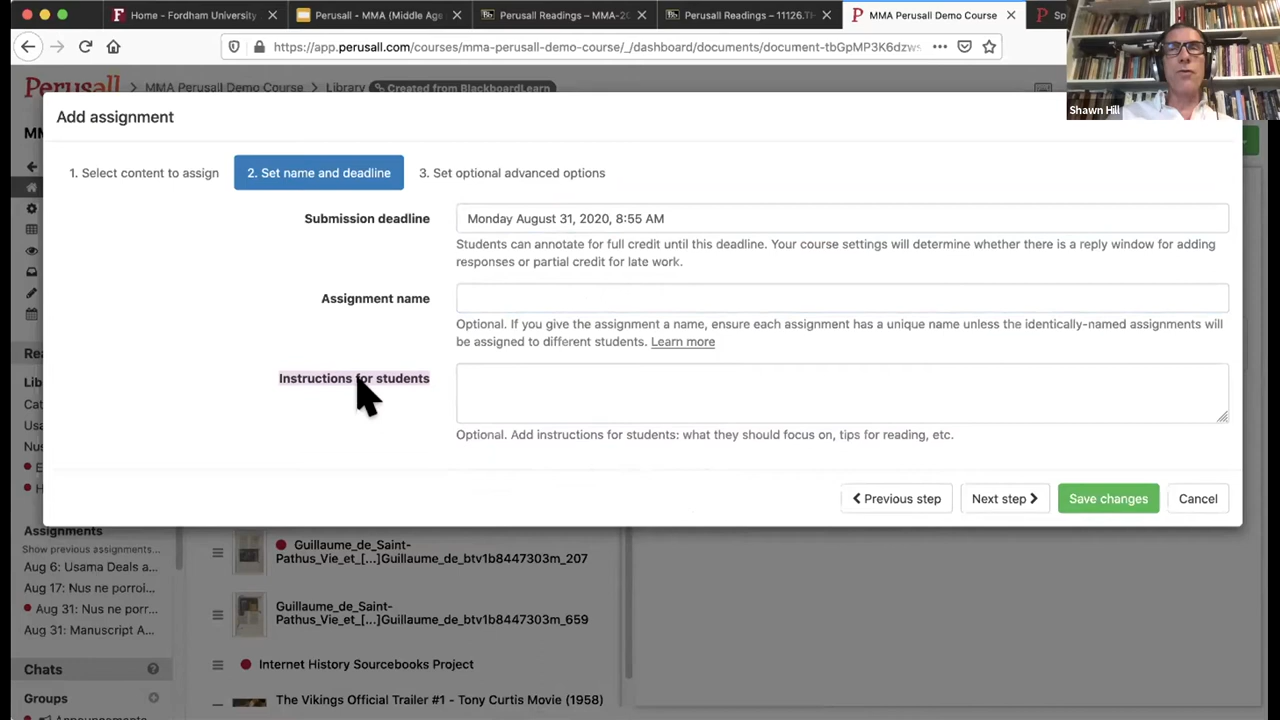 Home – Fordham University
Perusall - MMA (Middle Age
Perusall Readings – MMA-20
Perusall Readings – 11126.T
MMA Perusall Demo Course
https://app.perusall.com/courses/mma-perusall-demo-course/_/dashboard/documents/document-tbGpMP3K6dzws
Shawn Hill
Perusall
MMA Perusall Demo Course
Library
Created from BlackboardLearn
Add assignment
1. Select content to assign
2. Set name and deadline
3. Set optional advanced options
Submission deadline
Monday August 31, 2020, 8:55 AM
Students can annotate for full credit until this deadline. Your course settings will determine whether there is a reply window for adding
responses or partial credit for late work.
Assignment name
Optional. If you give the assignment a name, ensure each assignment has a unique name unless the identically-named assignments will
be assigned to different students. Learn more
Instructions for students
Optional. Add instructions for students: what they should focus on, tips for reading, etc.
Previous step
Next step
Save changes
Cancel
Assignments
Show previous assignments...
Aug 6: Usama Deals a...
Aug 17: Nus ne porroi...
Aug 31: Nus ne porr...
Aug 31: Manuscript A...
Chats
Groups
Announcements
Guillaume_de_Saint-
Pathus_Vie_et_[...]Guillaume_de_btv1b8447303m_207
Guillaume_de_Saint-
Pathus_Vie_et_[...]Guillaume_de_btv1b8447303m_659
Internet History Sourcebooks Project
The Vikings Official Trailer #1 - Tony Curtis Movie (1958)